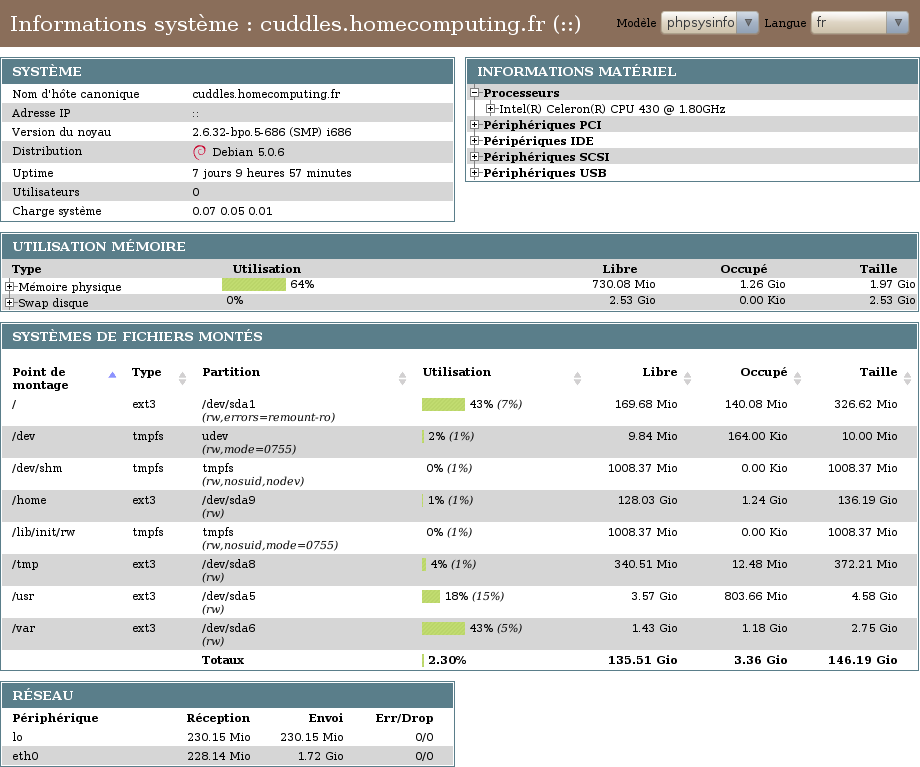 Informations système : cuddles.homecomputing.fr (::)
Modèle phpsysinfo Langue fr
SYSTÈME
Nom d'hôte canonique cuddles.homecomputing.fr
Adresse IP ::
Version du noyau 2.6.32-bpo.5-686 (SMP) i686
Distribution Debian 5.0.6
Uptime 7 jours 9 heures 57 minutes
Utilisateurs 0
Charge système 0.07 0.05 0.01
INFORMATIONS MATÉRIEL
Processeurs
Intel(R) Celeron(R) CPU 430 @ 1.80GHz
Périphériques PCI
Péripériques IDE
Périphériques SCSI
Périphériques USB
UTILISATION MÉMOIRE
Type Utilisation Libre Occupé Taille
Mémoire physique 64% 730.08 Mio 1.26 Gio 1.97 Gio
Swap disque 0% 2.53 Gio 0.00 Kio 2.53 Gio
SYSTÈMES DE FICHIERS MONTÉS
Point de montage Type Partition Utilisation Libre Occupé Taille
/ ext3 /dev/sda1 43% (7%) 169.68 Mio 140.08 Mio 326.62 Mio
(rw,errors=remount-ro)
/dev tmpfs udev 2% (1%) 9.84 Mio 164.00 Kio 10.00 Mio
(rw,mode=0755)
/dev/shm tmpfs tmpfs 0% (1%) 1008.37 Mio 0.00 Kio 1008.37 Mio
(rw,nosuid,nodev)
/home ext3 /dev/sda9 1% (1%) 128.03 Gio 1.24 Gio 136.19 Gio
(rw)
/lib/init/rw tmpfs tmpfs 0% (1%) 1008.37 Mio 0.00 Kio 1008.37 Mio
(rw,nosuid,mode=0755)
/tmp ext3 /dev/sda8 4% (1%) 340.51 Mio 12.48 Mio 372.21 Mio
(rw)
/usr ext3 /dev/sda5 18% (15%) 3.57 Gio 803.66 Mio 4.58 Gio
(rw)
/var ext3 /dev/sda6 43% (5%) 1.43 Gio 1.18 Gio 2.75 Gio
(rw)
Totaux 2.30% 135.51 Gio 3.36 Gio 146.19 Gio
RÉSEAU
Périphérique Réception Envoi Err/Drop
lo 230.15 Mio 230.15 Mio 0/0
eth0 228.14 Mio 1.72 Gio 0/0